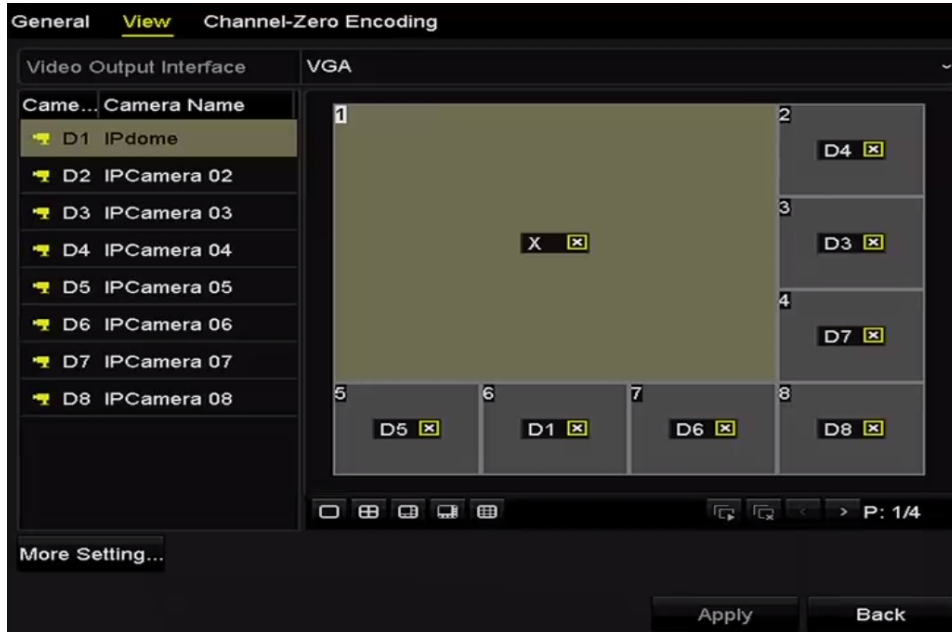 General View Channel-Zero Encoding
Video Output Interface VGA
Came... Camera Name
D1 IPdome
D2 IPCamera 02
D3 IPCamera 03
D4 IPCamera 04
D5 IPCamera 05
D6 IPCamera 06
D7 IPCamera 07
D8 IPCamera 08
1
X
2
D4
3
D3
4
D7
5
D5
6
D1
7
D6
8
D8
P: 1/4
More Setting...
Apply Back